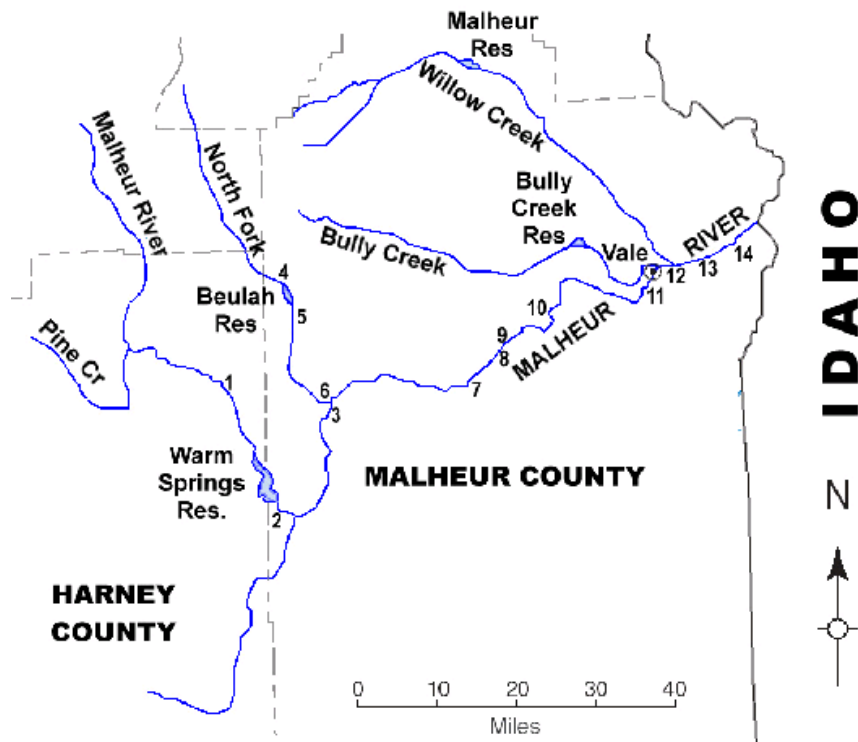 Malheur
Res
Willow Creek
Malheur River
North Fork
Bully
Creek
Res
Bully Creek
Vale
RIVER
12
13
14
11
IDAHO
4
Beulah
Res
5
10
9
8
MALHEUR
Pine Cr
1
6
3
7
Warm
Springs
Res.
2
MALHEUR COUNTY
N
HARNEY
COUNTY
0 10 20 30 40
Miles